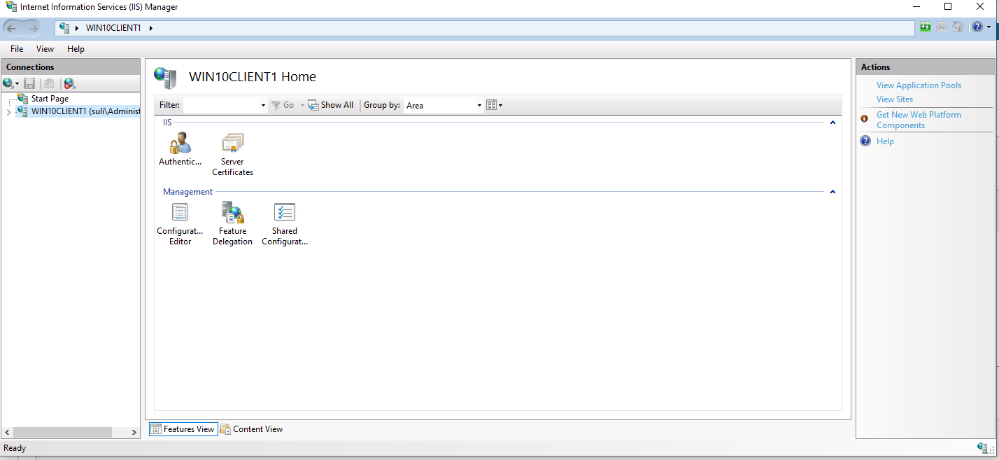 Internet Information Services (IIS) Manager
WIN10CLIENT1
File View Help
Connections
Start Page
WIN10CLIENT1 (suli\Administ
WIN10CLIENT1 Home
Filter: Go Show All Group by: Area
IIS
Authentic... Server
Certificates
Management
Configurat... Feature Shared
Editor Delegation Configurat...
Features View Content View
Actions
View Application Pools
View Sites
Get New Web Platform
Components
Help
Ready